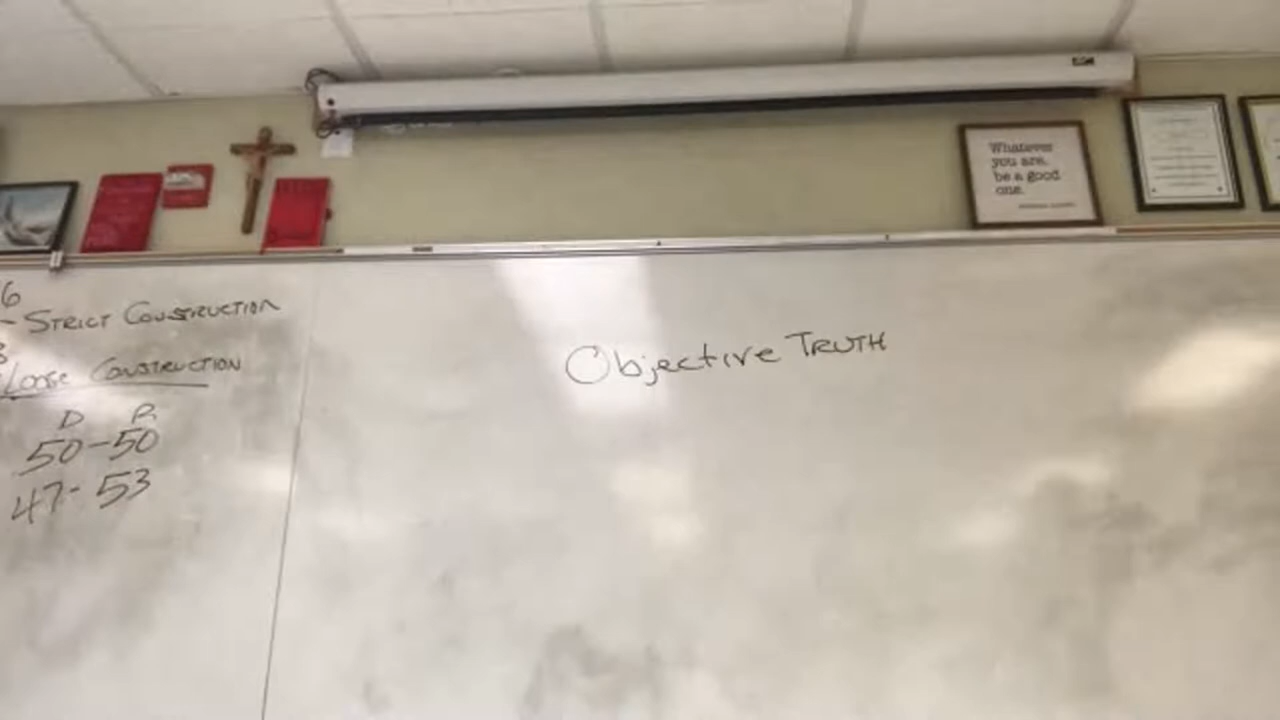 Whatever
you are,
be a good
one.
6
- STRICT CONSTRUCTION
LOOSE CONSTRUCTION
D R
50-50
47-53
Objective TRUTH